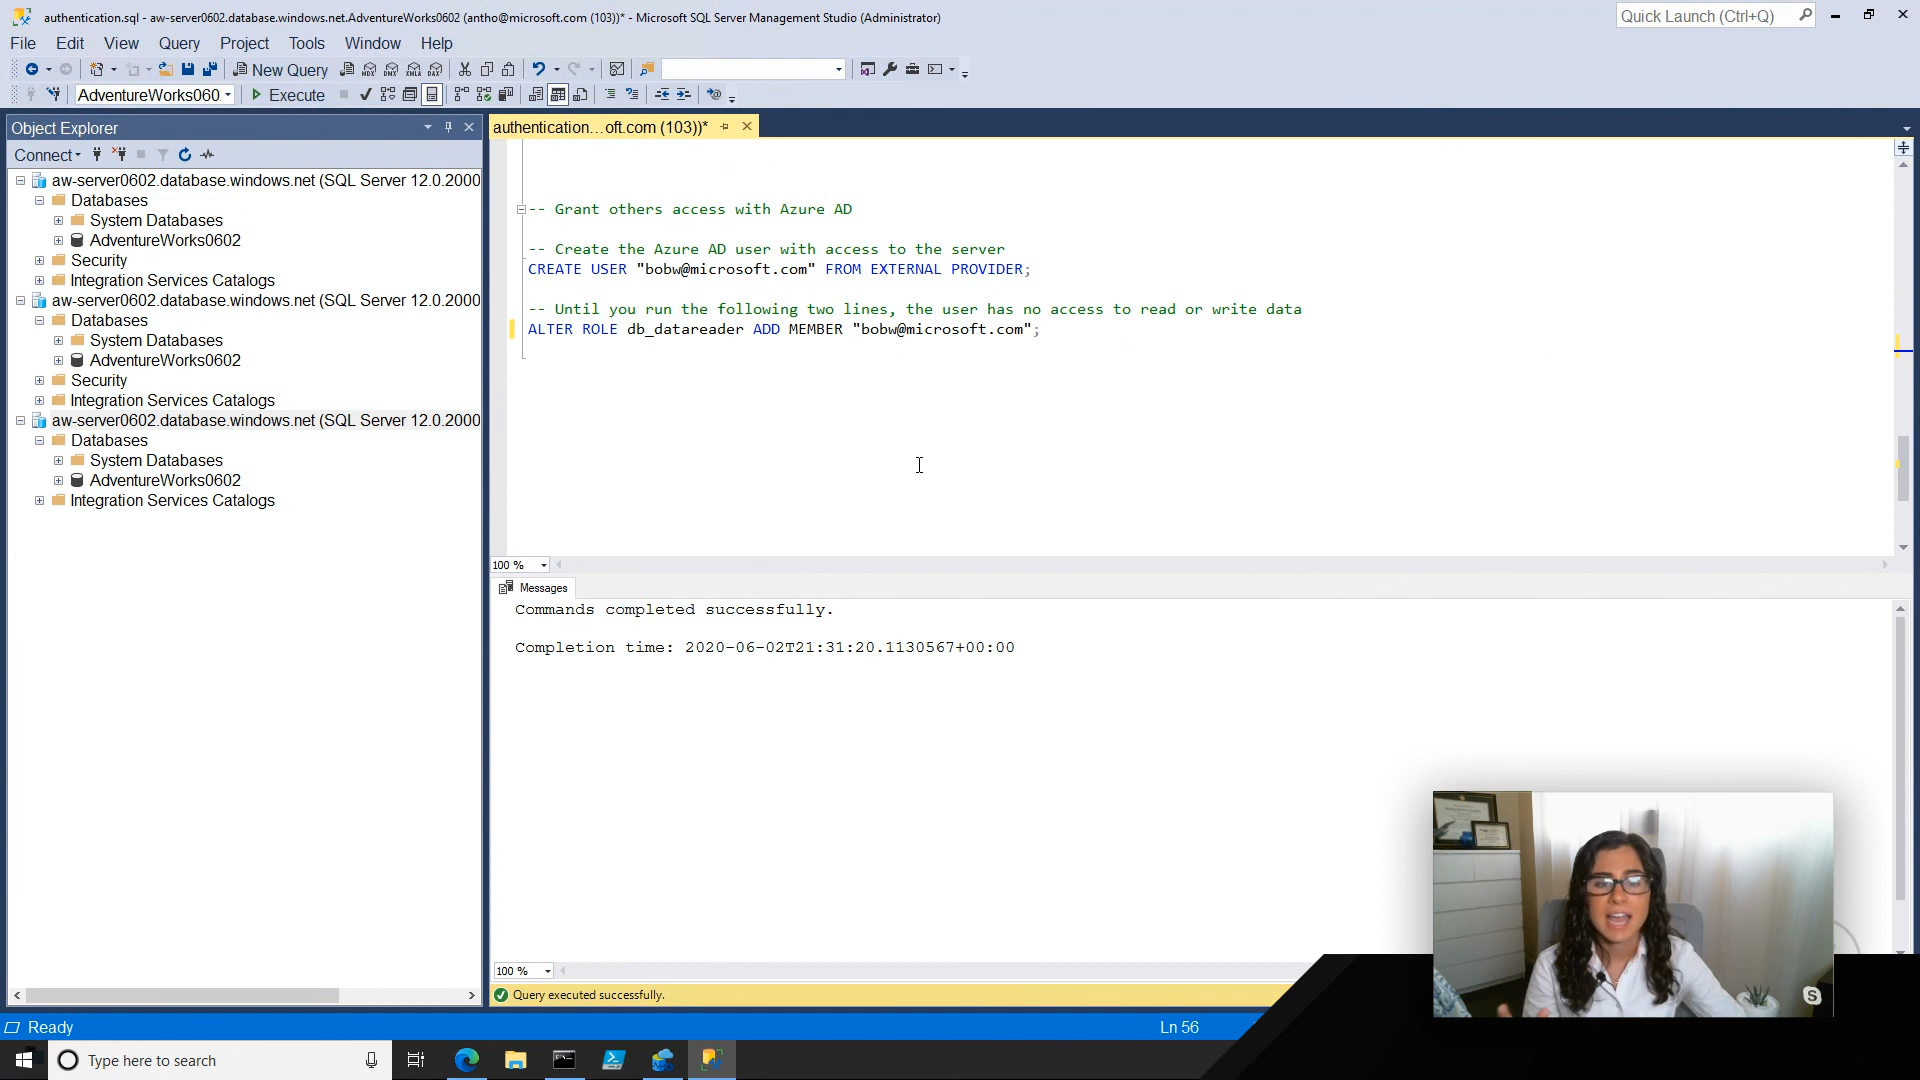 authentication.sql - aw-server0602.database.windows.net.AdventureWorks0602 (antho@microsoft.com (103))* - Microsoft SQL Server Management Studio (Administrator)
Quick Launch (Ctrl+Q)
File Edit View Query Project Tools Window Help
New Query
AdventureWorks060
Execute
Object Explorer
Connect
aw-server0602.database.windows.net (SQL Server 12.0.2000
Databases
System Databases
AdventureWorks0602
Security
Integration Services Catalogs
aw-server0602.database.windows.net (SQL Server 12.0.2000
Databases
System Databases
AdventureWorks0602
Security
Integration Services Catalogs
aw-server0602.database.windows.net (SQL Server 12.0.2000
Databases
System Databases
AdventureWorks0602
Integration Services Catalogs
authentication...oft.com (103))*
-- Grant others access with Azure AD
-- Create the Azure AD user with access to the server
CREATE USER "bobw@microsoft.com" FROM EXTERNAL PROVIDER;
-- Until you run the following two lines, the user has no access to read or write data
ALTER ROLE db_datareader ADD MEMBER "bobw@microsoft.com";
100 %
Messages
Commands completed successfully.
Completion time: 2020-06-02T21:31:20.1130567+00:00
100 %
Query executed successfully.
Ready
Ln 56
Type here to search